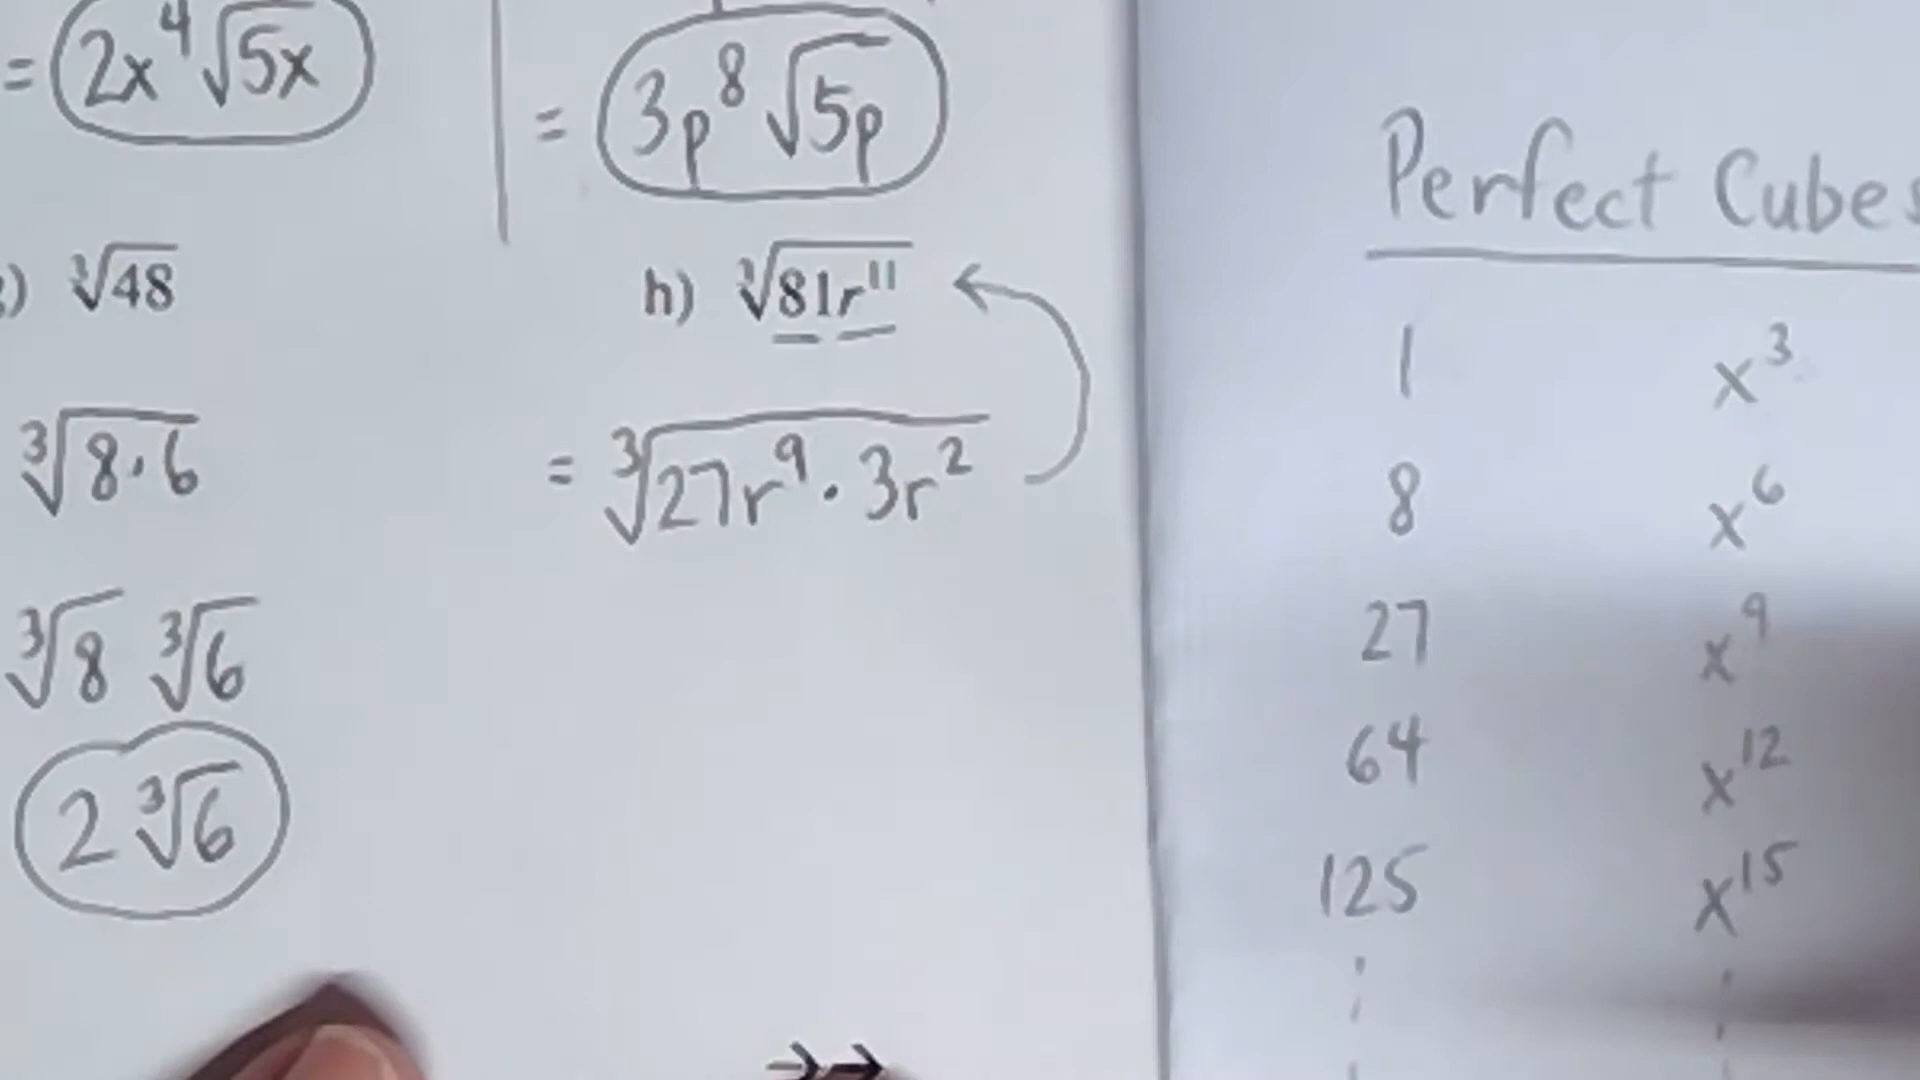 = 2x⁴√5x
= 3p⁸√5p
) ∛48
∛8·6
∛8 ∛6
2 ∛6
h) ∛81r¹¹
= ∛27r⁹ · 3r²
Perfect Cubes
1 x³
8 x⁶
27 x⁹
64 x¹²
125 x¹⁵